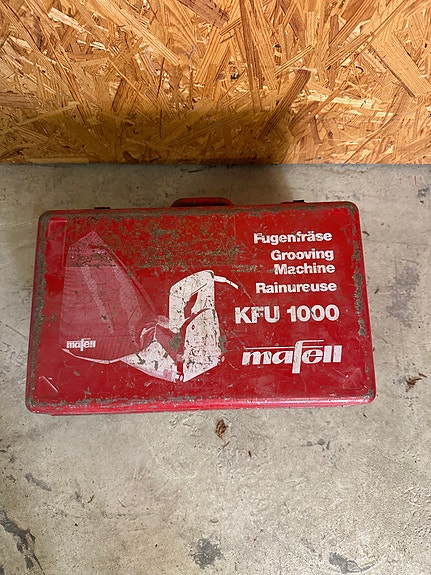 Fugenfräse
Grooving
Machine
Rainureuse
KFU 1000
mafell
mafell